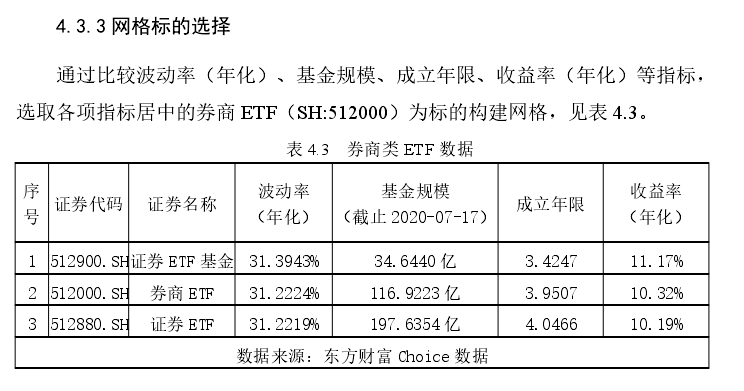 4.3.3 网格标的选择
通过比较波动率（年化）、基金规模、成立年限、收益率（年化）等指标，
选取各项指标居中的券商 ETF（SH:512000）为标的构建网格，见表 4.3。
表 4.3 券商类 ETF 数据
序号 证券代码 证券名称 波动率（年化） 基金规模（截止 2020-07-17） 成立年限 收益率（年化）
1 512900.SH 证券 ETF 基金 31.3943% 34.6440 亿 3.4247 11.17%
2 512000.SH 券商 ETF 31.2224% 116.9223 亿 3.9507 10.32%
3 512880.SH 证券 ETF 31.2219% 197.6354 亿 4.0466 10.19%
数据来源：东方财富 Choice 数据